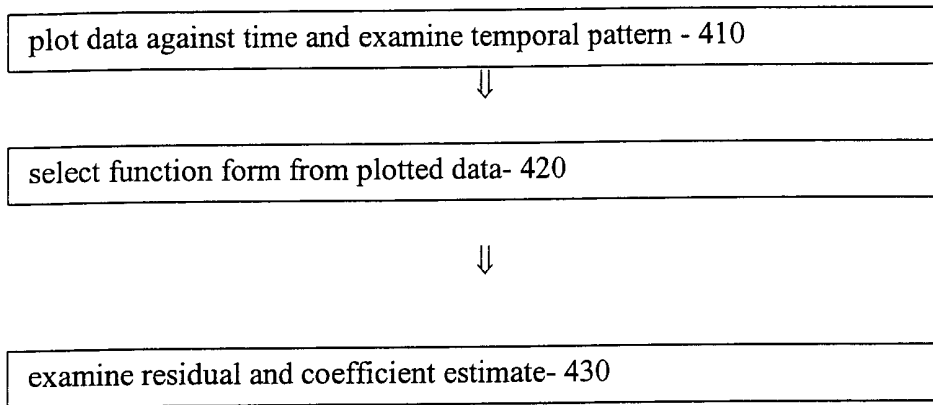 plot data against time and examine temporal pattern - 410
⇓
select function form from plotted data- 420
⇓
examine residual and coefficient estimate- 430